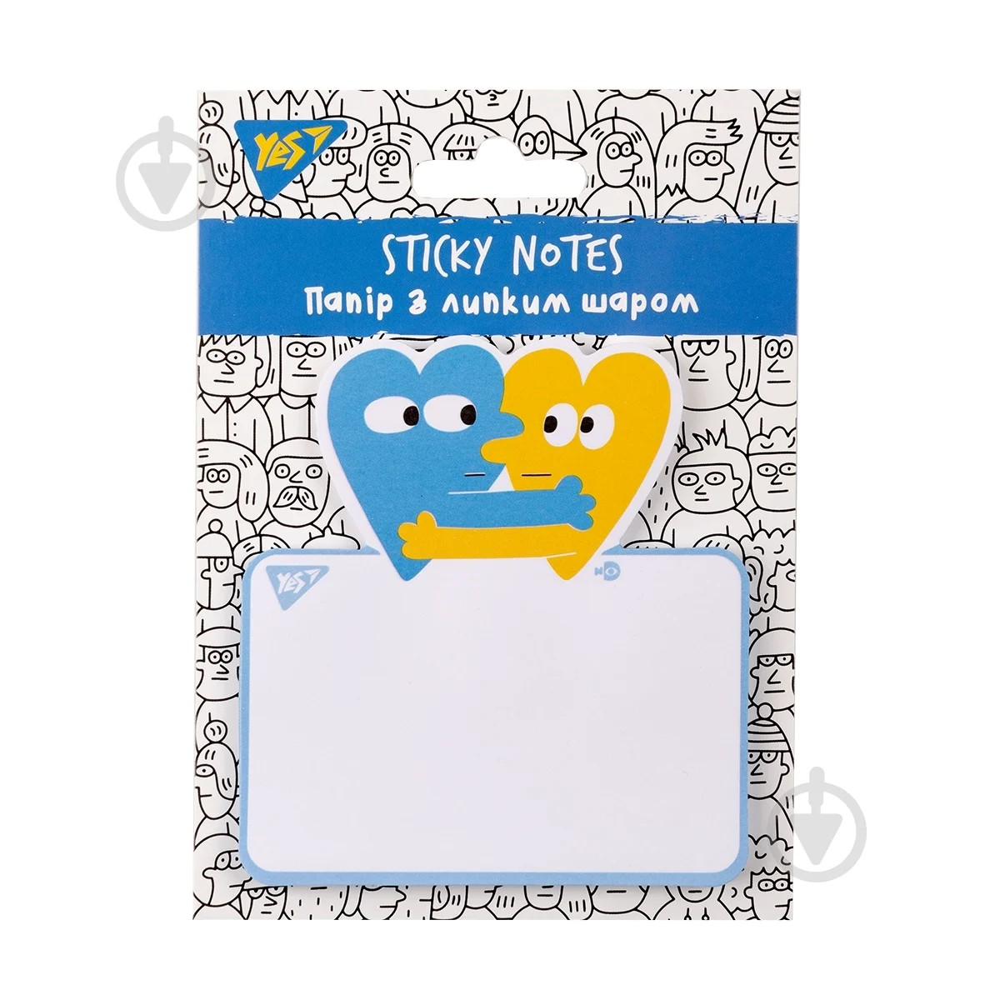 YES
STICKY NOTES
Папір з липким шаром
YES